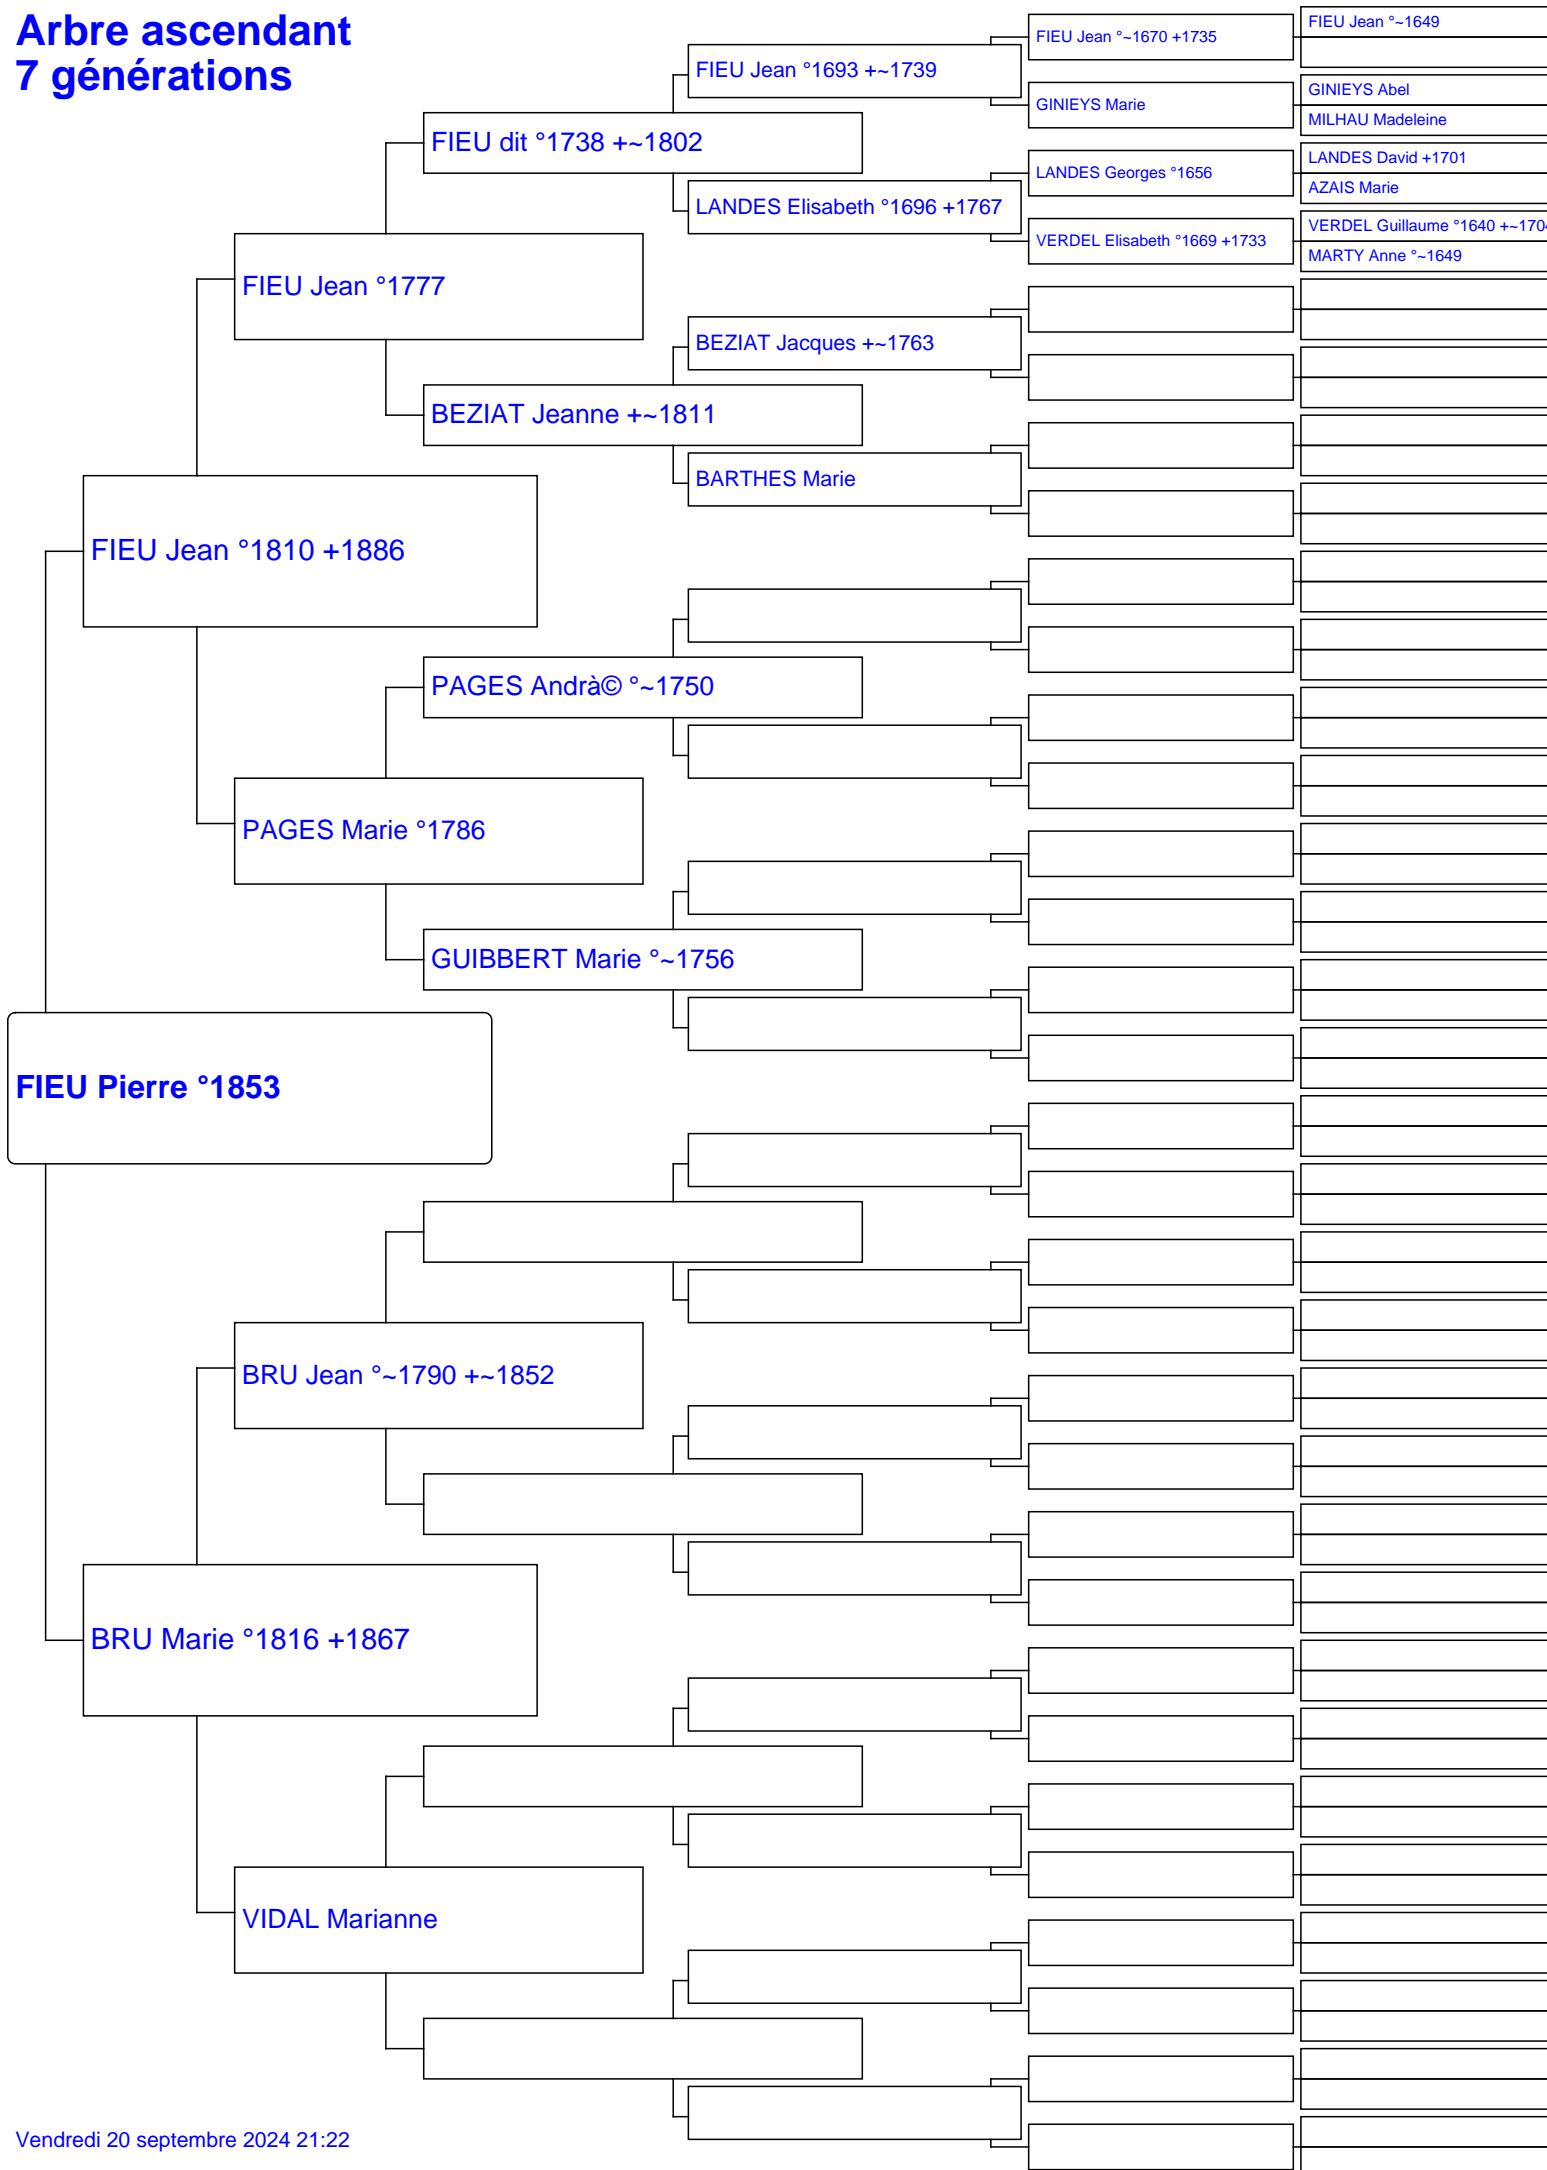 Arbre ascendant
7 générations
FIEU Jean °~1649
FIEU Jean °~1670 +1735
FIEU Jean °1693 +~1739
GINIEYS Abel
GINIEYS Marie
MILHAU Madeleine
FIEU dit °1738 +~1802
LANDES David +1701
LANDES Georges °1656
AZAIS Marie
LANDES Elisabeth °1696 +1767
VERDEL Guillaume °1640 +~1704
VERDEL Elisabeth °1669 +1733
MARTY Anne °~1649
FIEU Jean °1777
BEZIAT Jacques +~1763
BEZIAT Jeanne +~1811
BARTHES Marie
FIEU Jean °1810 +1886
PAGES Andrà© °~1750
PAGES Marie °1786
GUIBBERT Marie °~1756
FIEU Pierre °1853
BRU Jean °~1790 +~1852
BRU Marie °1816 +1867
VIDAL Marianne
Vendredi 20 septembre 2024 21:22